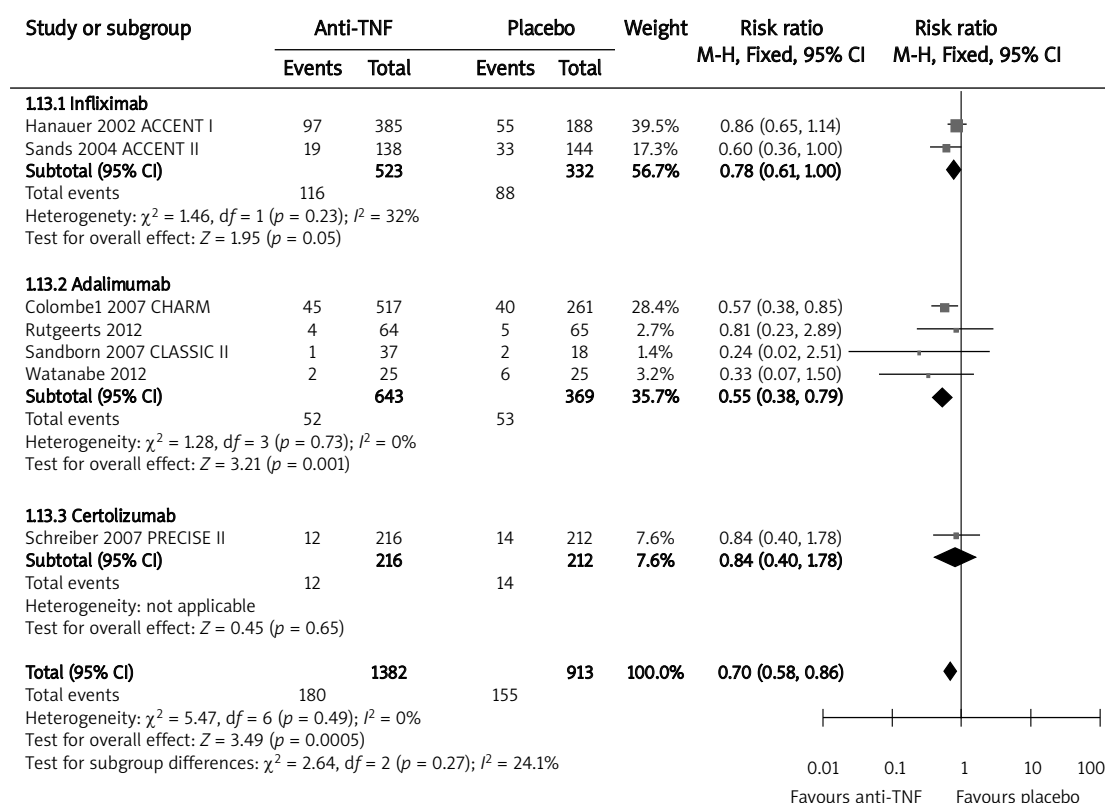 Study or subgroup Anti-TNF Placebo Weight Risk ratio Risk ratio
M-H, Fixed, 95% CI M-H, Fixed, 95% CI
Events Total Events Total
1.13.1 Infliximab
Hanauer 2002 ACCENT I 97 385 55 188 39.5% 0.86 (0.65, 1.14)
Sands 2004 ACCENT II 19 138 33 144 17.3% 0.60 (0.36, 1.00)
Subtotal (95% CI) 523 332 56.7% 0.78 (0.61, 1.00)
Total events 116 88
Heterogenety: χ² = 1.46, df = 1 (p = 0.23); I² = 32%
Test for overall effect: Z = 1.95 (p = 0.05)
1.13.2 Adalimumab
Colombe1 2007 CHARM 45 517 40 261 28.4% 0.57 (0.38, 0.85)
Rutgeerts 2012 4 64 5 65 2.7% 0.81 (0.23, 2.89)
Sandborn 2007 CLASSIC II 1 37 2 18 1.4% 0.24 (0.02, 2.51)
Watanabe 2012 2 25 6 25 3.2% 0.33 (0.07, 1.50)
Subtotal (95% CI) 643 369 35.7% 0.55 (0.38, 0.79)
Total events 52 53
Heterogeneity: χ² = 1.28, df = 3 (p = 0.73); I² = 0%
Test for overall effect: Z = 3.21 (p = 0.001)
1.13.3 Certolizumab
Schreiber 2007 PRECISE II 12 216 14 212 7.6% 0.84 (0.40, 1.78)
Subtotal (95% CI) 216 212 7.6% 0.84 (0.40, 1.78)
Total events 12 14
Heterogeneity: not applicable
Test for overall effect: Z = 0.45 (p = 0.65)
Total (95% CI) 1382 913 100.0% 0.70 (0.58, 0.86)
Total events 180 155
Heterogeneity: χ² = 5.47, df = 6 (p = 0.49); I² = 0%
Test for overall effect: Z = 3.49 (p = 0.0005)
Test for subgroup differences: χ² = 2.64, df = 2 (p = 0.27); I² = 24.1%
0.01 0.1 1 10 100
Favours anti-TNF Favours placebo